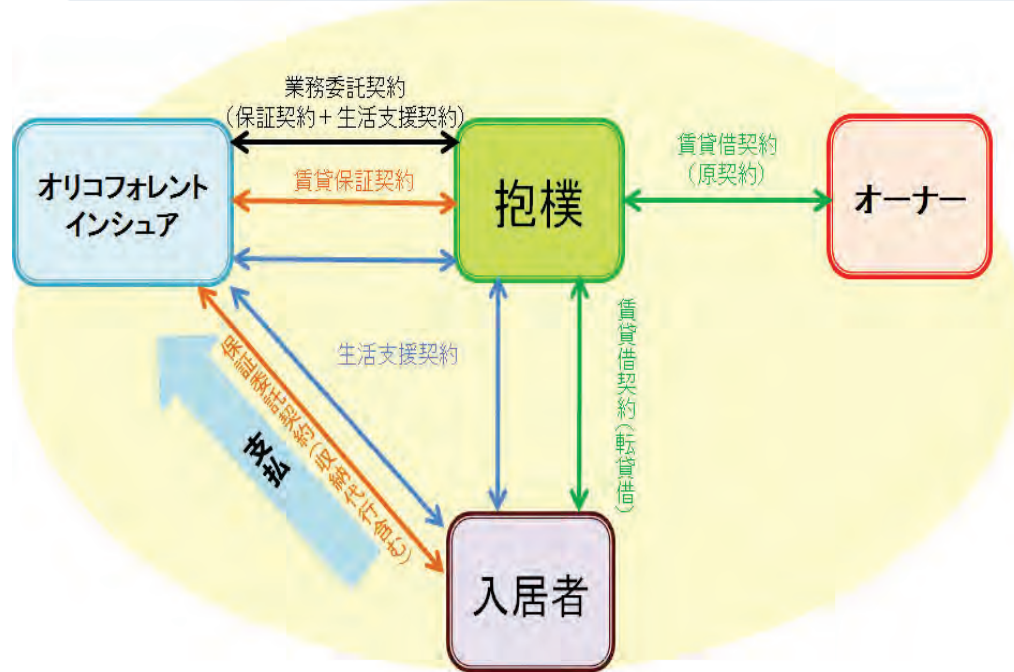 業務委託契約
(保証契約＋生活支援契約)
オリコフォレント
インシュア
賃貸保証契約
抱樸
賃貸借契約
(原契約)
オーナー
生活支援契約
賃貸借契約(転貸借)
保証委託契約(収納代行含む)
支払
入居者